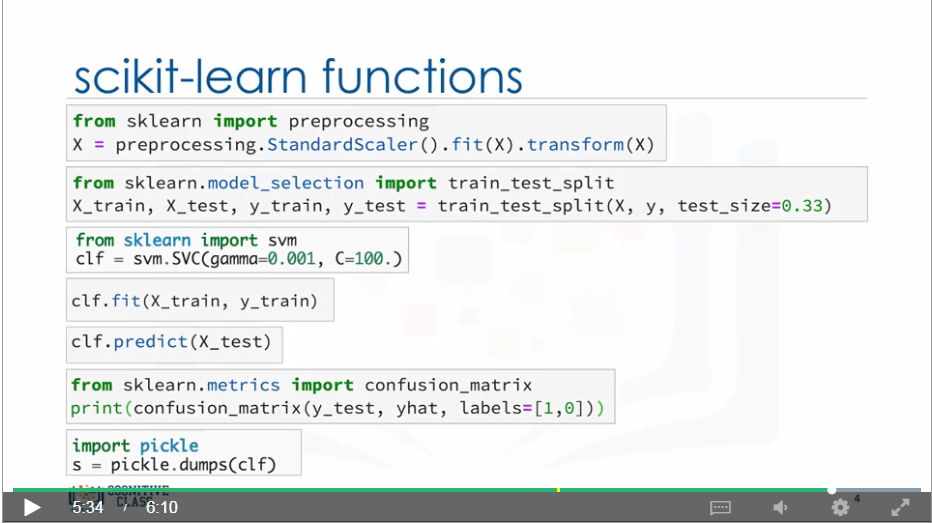 scikit-learn functions
from sklearn import preprocessing
X = preprocessing.StandardScaler().fit(X).transform(X)
from sklearn.model_selection import train_test_split
X_train, X_test, y_train, y_test = train_test_split(X, y, test_size=0.33)
from sklearn import svm
clf = svm.SVC(gamma=0.001, C=100.)
clf.fit(X_train, y_train)
clf.predict(X_test)
from sklearn.metrics import confusion_matrix
print(confusion_matrix(y_test, yhat, labels=[1,0]))
import pickle
s = pickle.dumps(clf)
COGNITIVE
CLASS
4
5:34 / 6:10